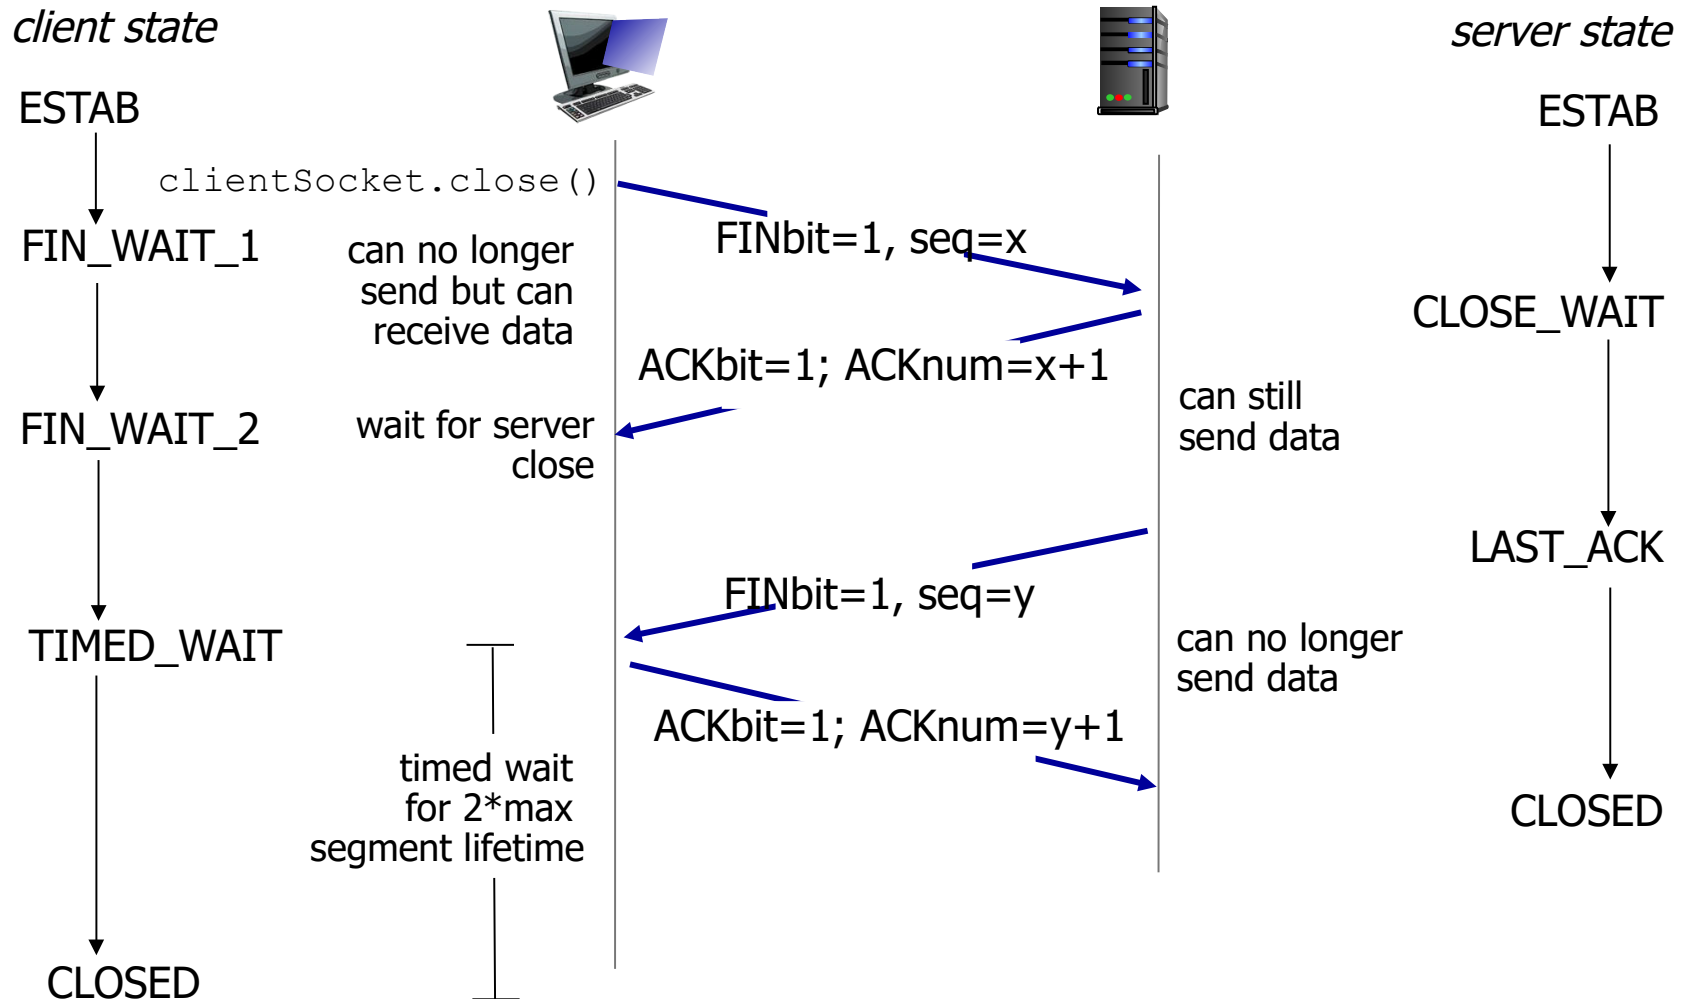 client state
server state
ESTAB
ESTAB
clientSocket.close()
FIN_WAIT_1
can no longer
send but can
receive data
FINbit=1, seq=x
CLOSE_WAIT
ACKbit=1; ACKnum=x+1
can still
send data
FIN_WAIT_2
wait for server
close
LAST_ACK
FINbit=1, seq=y
TIMED_WAIT
can no longer
send data
ACKbit=1; ACKnum=y+1
timed wait
for 2*max
segment lifetime
CLOSED
CLOSED